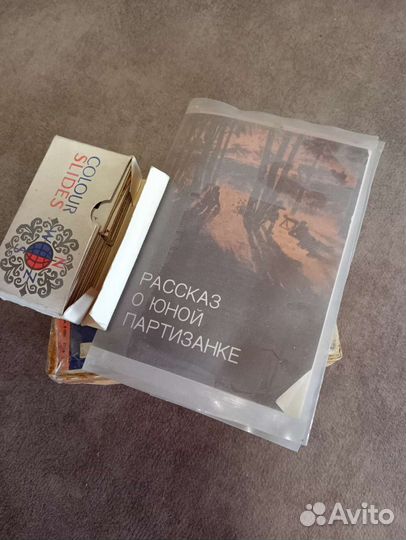 COLOUR
SLIDES
N
W
S
РАССКАЗ
О ЮНОЙ
ПАРТИЗАНКЕ
Avito